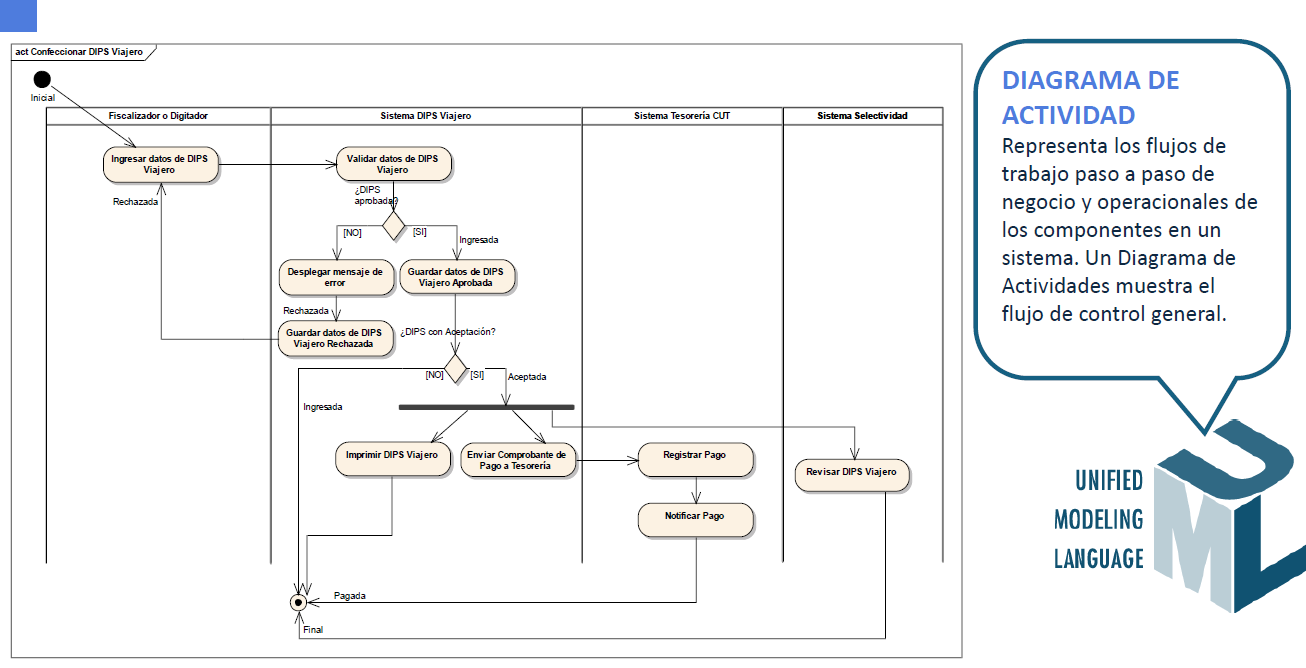 act Confeccionar DIPS Viajero
Inicial
Fiscalizador o Digitador
Sistema DIPS Viajero
Sistema Tesorería CUT
Sistema Selectividad
Ingresar datos de DIPS
Viajero
Validar datos de DIPS
Viajero
Rechazada
¿DIPS
aprobada?
[NO]
[SI]
Ingresada
Desplegar mensaje de
error
Guardar datos de DIPS
Viajero Aprobada
Rechazada
Guardar datos de DIPS
Viajero Rechazada
¿DIPS con Aceptación?
[NO]
[SI]
Aceptada
Ingresada
Imprimir DIPS Viajero
Enviar Comprobante de
Pago a Tesorería
Registrar Pago
Revisar DIPS Viajero
Notificar Pago
Pagada
Final
DIAGRAMA DE
ACTIVIDAD
Representa los flujos de
trabajo paso a paso de
negocio y operacionales de
los componentes en un
sistema. Un Diagrama de
Actividades muestra el
flujo de control general.
UNIFIED
MODELING
LANGUAGE
UML